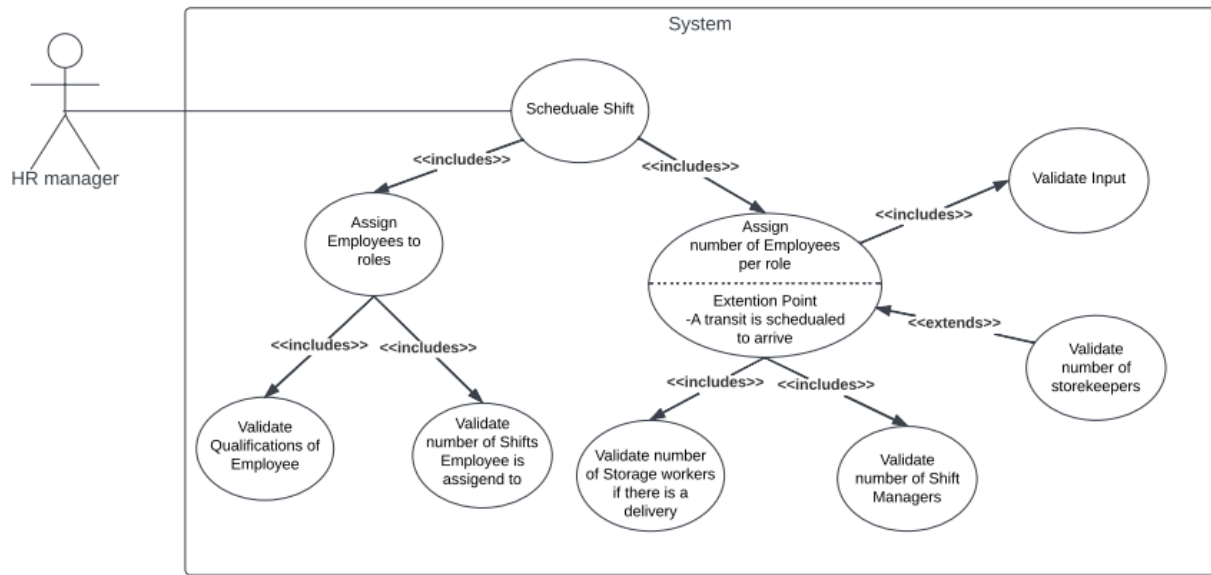 System
HR manager
Scheduale Shift
<<includes>>
<<includes>>
Assign
Employees to
roles
Assign
number of Employees
per role
Extention Point
-A transit is schedualed
to arrive
<<includes>>
Validate Input
<<extends>>
Validate
number of
storekeepers
<<includes>>
<<includes>>
Validate
Qualifications of
Employee
Validate
number of Shifts
Employee is
assigend to
<<includes>>
<<includes>>
Validate number
of Storage workers
if there is a
delivery
Validate
number of Shift
Managers